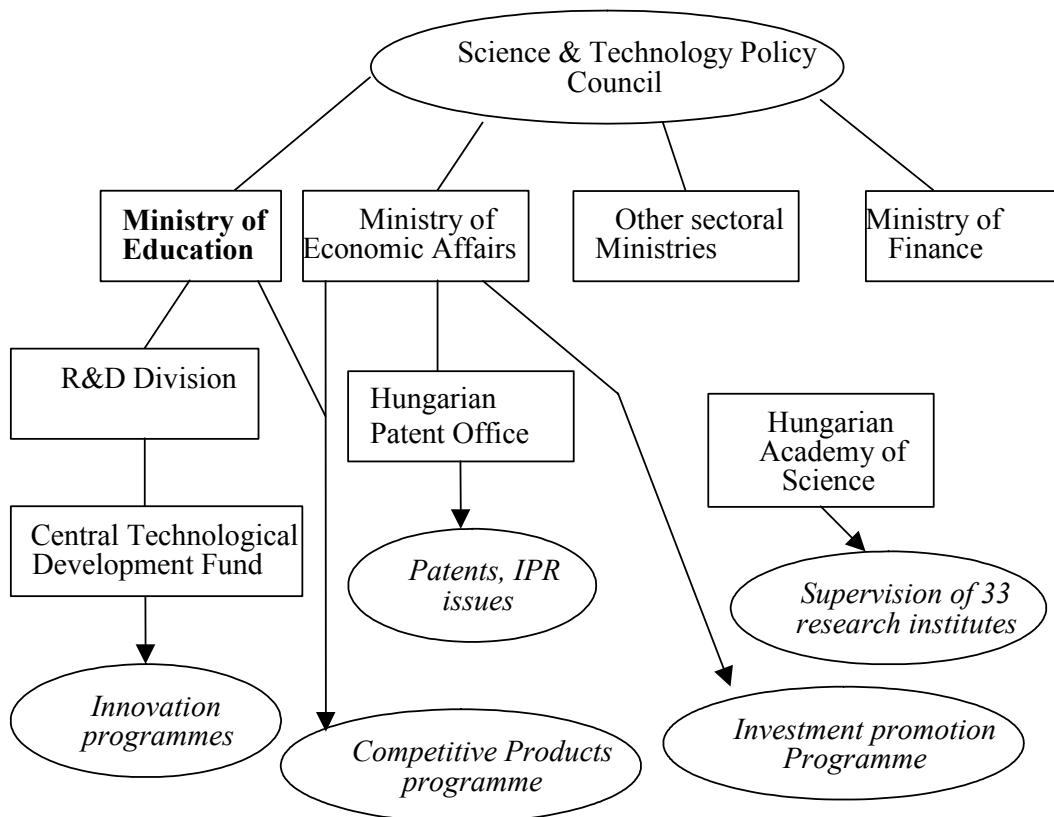 Science & Technology Policy
Council
Ministry of
Education
Ministry of
Economic Affairs
Other sectoral
Ministries
Ministry of
Finance
R&D Division
Hungarian
Patent Office
Hungarian
Academy of
Science
Central Technological
Development Fund
Patents, IPR
issues
Supervision of 33
research institutes
Innovation
programmes
Competitive Products
programme
Investment promotion
Programme